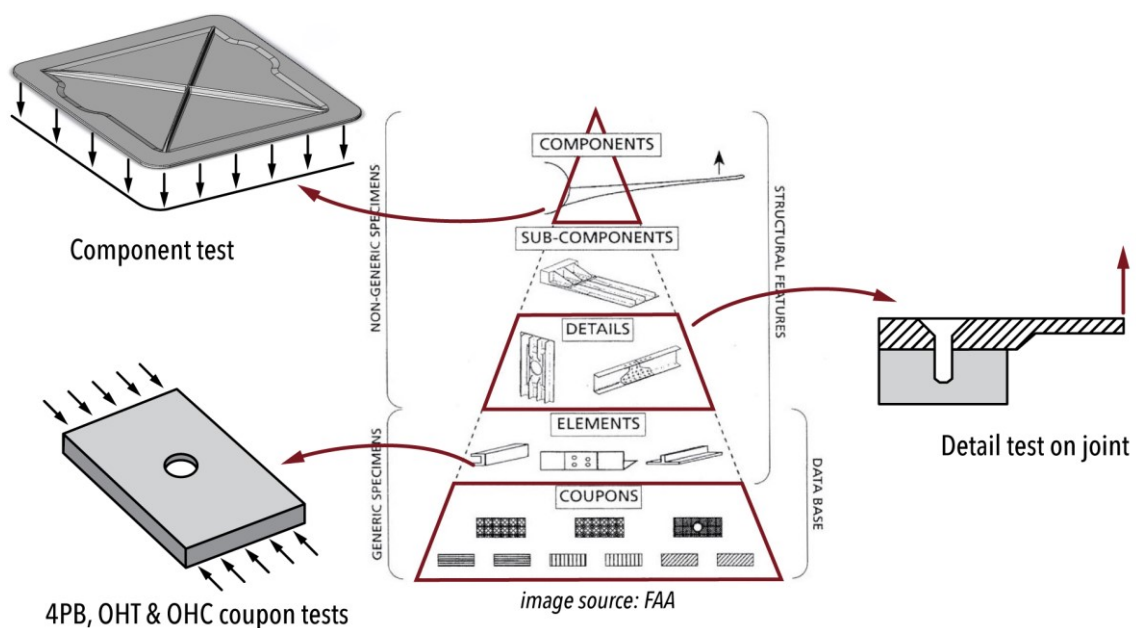 COMPONENTS
NON-GENERIC SPECIMENS
STRUCTURAL FEATURES
Component test
SUB-COMPONENTS
DETAILS
ELEMENTS
Detail test on joint
GENERIC SPECIMENS
DATA BASE
COUPONS
image source: FAA
4PB, OHT & OHC coupon tests